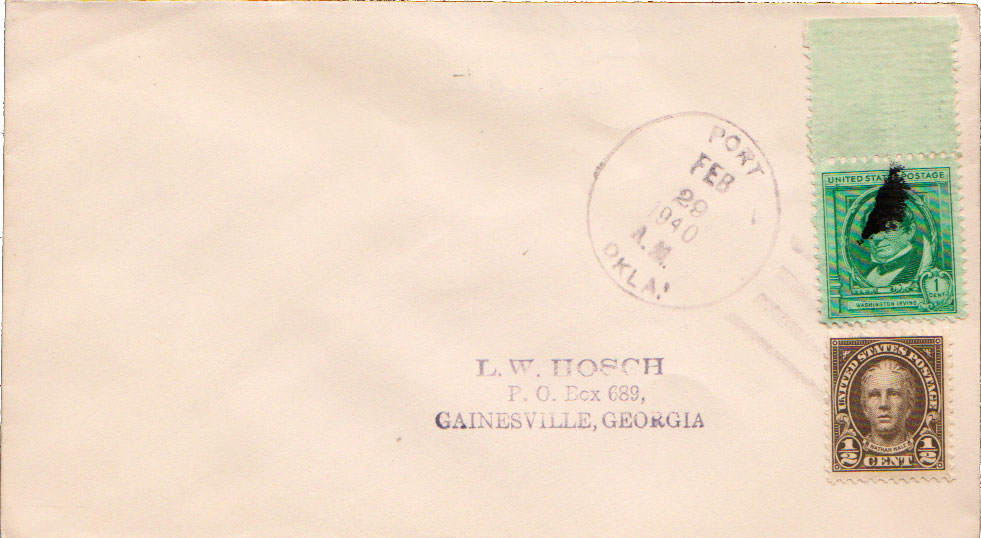 PORT
FEB
29
1940
A.M.
OKLA.
UNITED STATES POSTAGE
1
CENT
WASHINGTON IRVING
L. W. HOSCH
P. O. Box 689,
GAINESVILLE, GEORGIA
UNITED STATES POSTAGE
NATHAN HALE
1/2 CENT 1/2